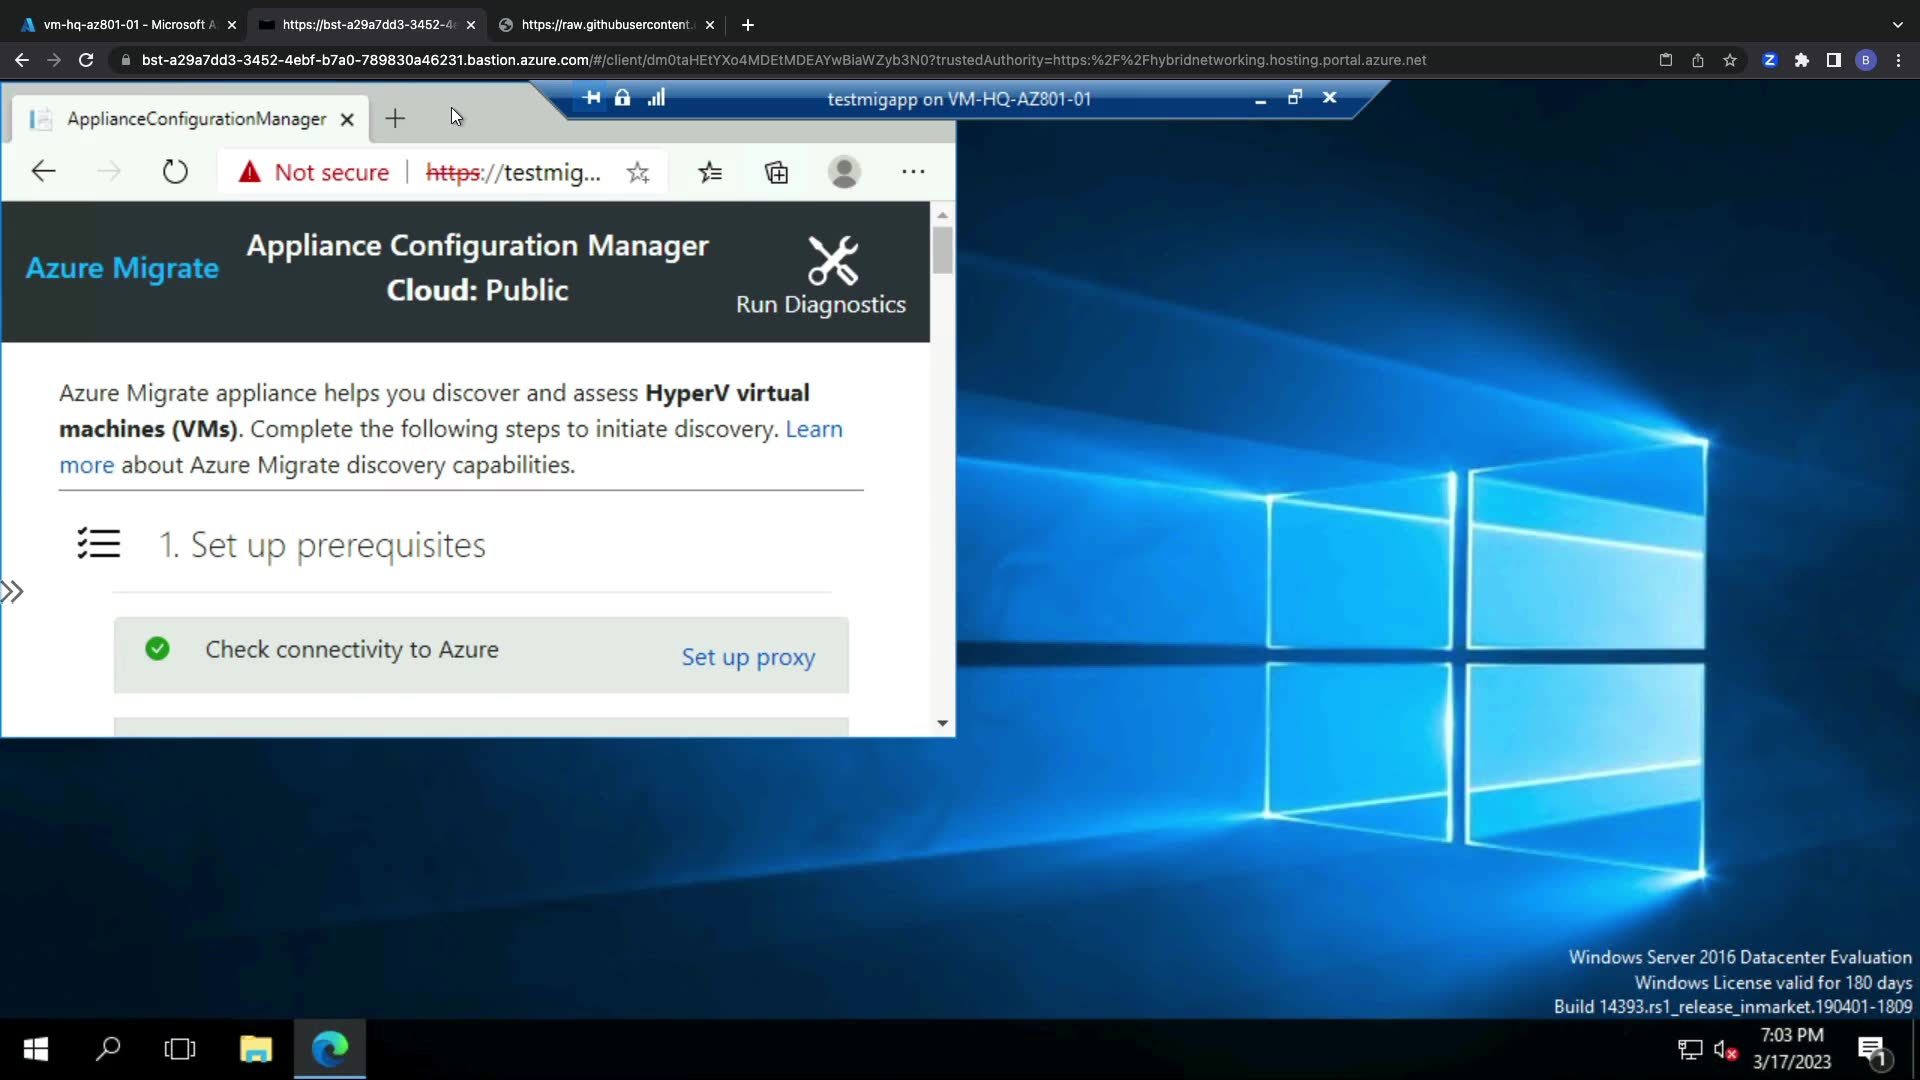 vm-hq-az801-01 - Microsoft A
https://bst-a29a7dd3-3452-4e
https://raw.githubusercontent.
bst-a29a7dd3-3452-4ebf-b7a0-789830a46231.bastion.azure.com/#/client/dm0taHEtYXo4MDEtMDEAYwBiaWZyb3N0?trustedAuthority=https:%2F%2Fhybridnetworking.hosting.portal.azure.net
B
testmigapp on VM-HQ-AZ801-01
ApplianceConfigurationManager
Not secure
https://testmig...
Azure Migrate
Appliance Configuration Manager
Cloud: Public
Run Diagnostics
Azure Migrate appliance helps you discover and assess HyperV virtual
machines (VMs). Complete the following steps to initiate discovery. Learn
more about Azure Migrate discovery capabilities.
1. Set up prerequisites
Check connectivity to Azure
Set up proxy
Windows Server 2016 Datacenter Evaluation
Windows License valid for 180 days
Build 14393.rs1_release_inmarket.190401-1809
7:03 PM
3/17/2023
1